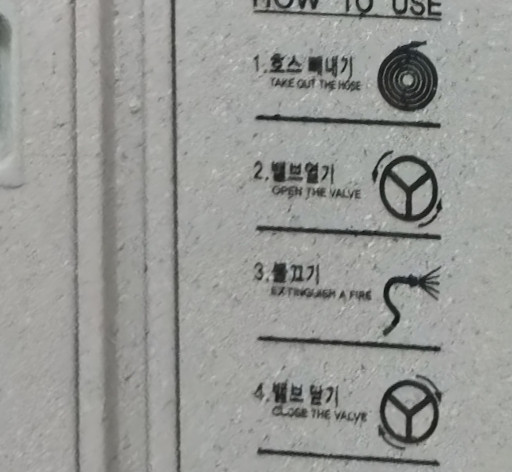 HOW TO USE
1.호스 빼내기
TAKE OUT THE HOSE
2.밸브열기
OPEN THE VALVE
3.불끄기
EXTINGUISH A FIRE
4.밸브 닫기
CLOSE THE VALVE